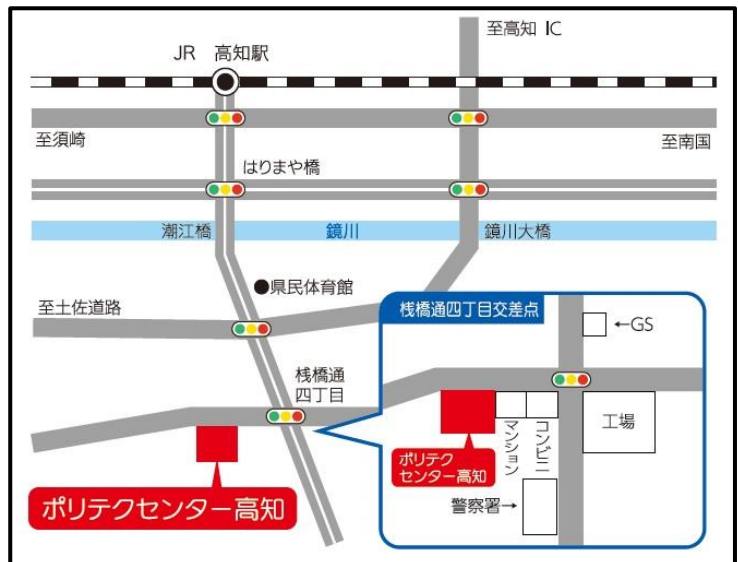 至高知 IC
JR 高知駅
至須崎
至南国
はりまや橋
潮江橋
鏡川
鏡川大橋
●県民体育館
至土佐道路
桟橋通
四丁目
ポリテクセンター高知
桟橋通四丁目交差点
←GS
工場
コンビニ
マンション
ポリテク
センター高知
警察署→